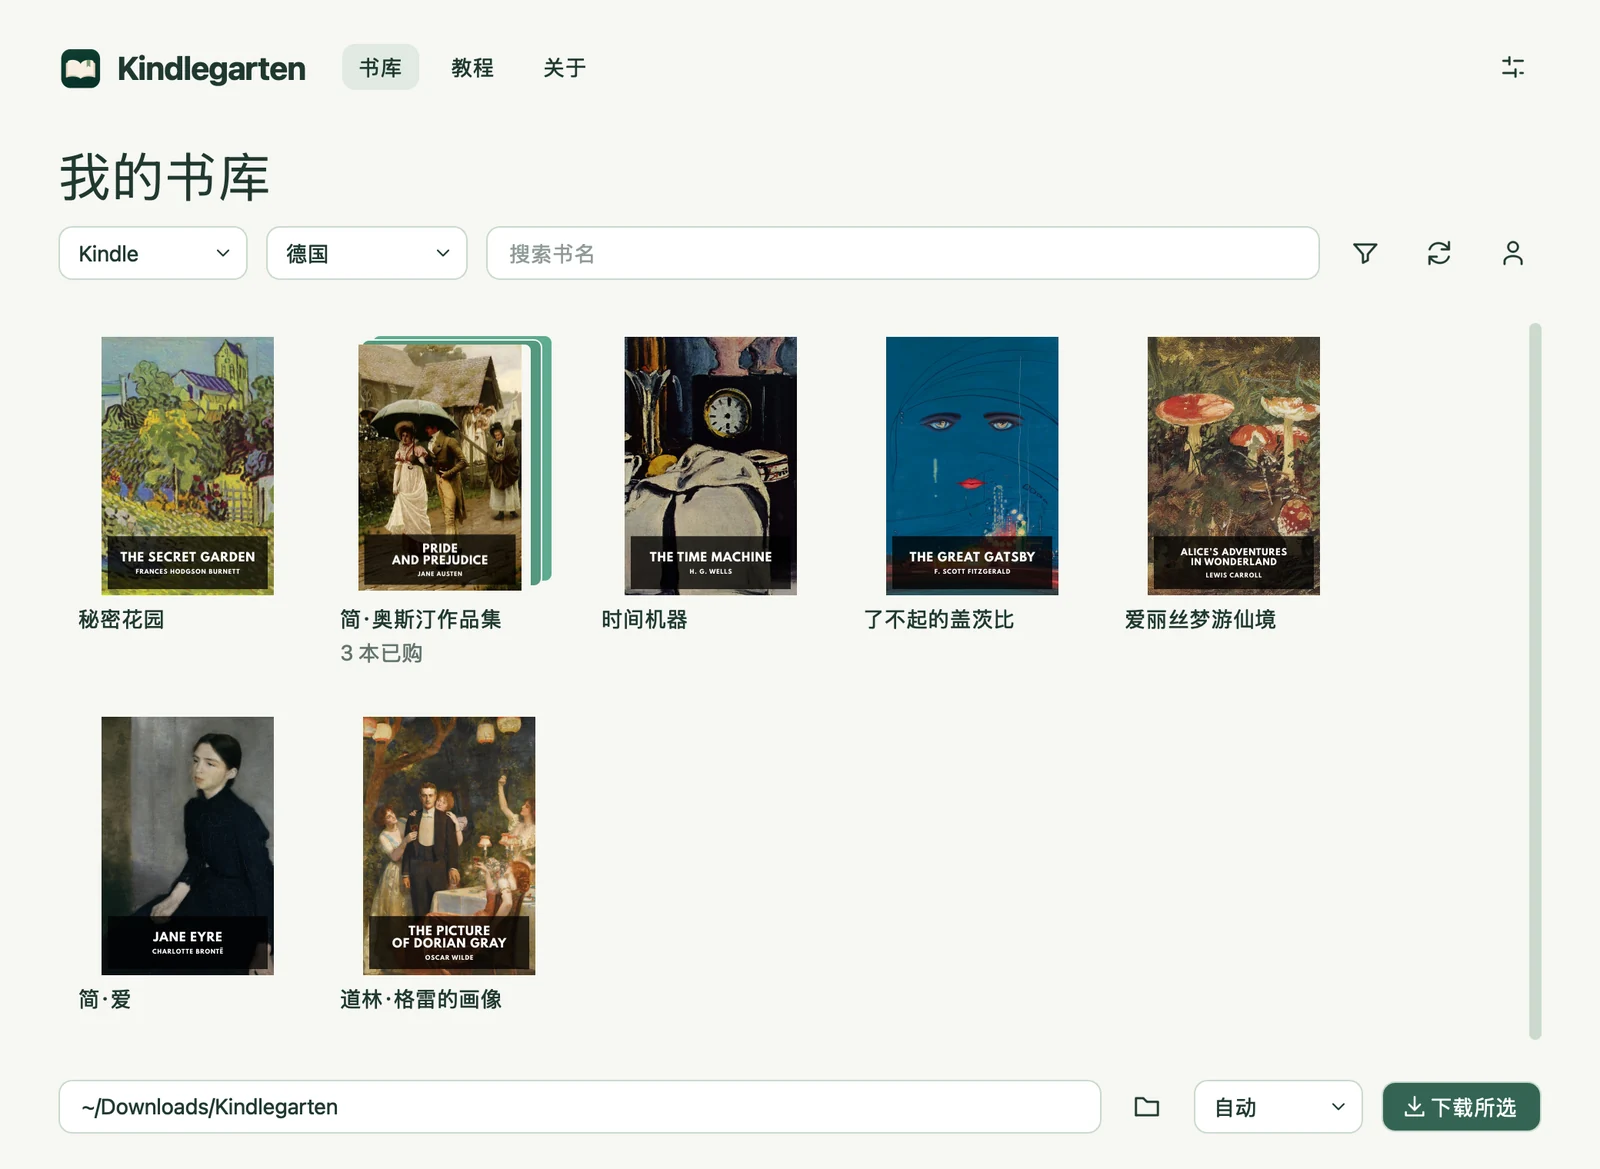 Kindlegarten
书库
教程
关于
我的书库
Kindle
德国
搜索书名
THE SECRET GARDEN
FRANCES HODGSON BURNETT
秘密花园
PRIDE
AND PREJUDICE
JANE AUSTEN
简·奥斯汀作品集
3 本已购
THE TIME MACHINE
H. G. WELLS
时间机器
THE GREAT GATSBY
F. SCOTT FITZGERALD
了不起的盖茨比
ALICE'S ADVENTURES
IN WONDERLAND
LEWIS CARROLL
爱丽丝梦游仙境
JANE EYRE
CHARLOTTE BRONTË
简·爱
THE PICTURE
OF DORIAN GRAY
OSCAR WILDE
道林·格雷的画像
~/Downloads/Kindlegarten
自动
下载所选